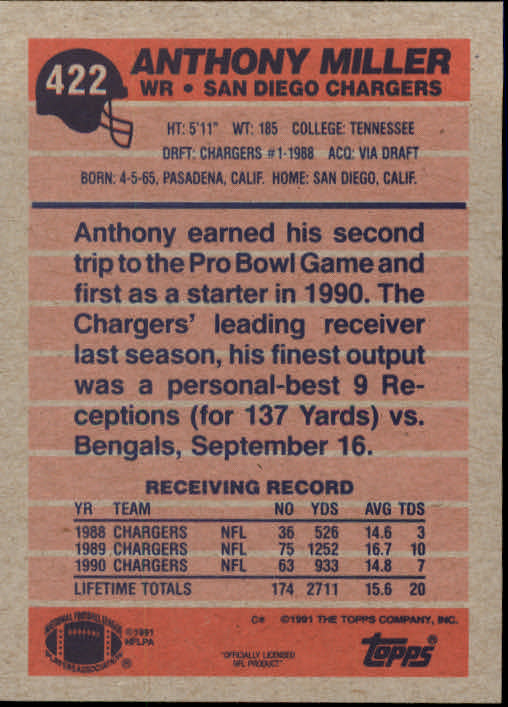 422
ANTHONY MILLER
WR • SAN DIEGO CHARGERS
HT: 5'11" WT: 185 COLLEGE: TENNESSEE
DRFT: CHARGERS #1-1988 ACQ: VIA DRAFT
BORN: 4-5-65, PASADENA, CALIF. HOME: SAN DIEGO, CALIF.
Anthony earned his second
trip to the Pro Bowl Game and
first as a starter in 1990. The
Chargers' leading receiver
last season, his finest output
was a personal-best 9 Re-
ceptions (for 137 Yards) vs.
Bengals, September 16.
RECEIVING RECORD
YR TEAM NO YDS AVG TDS
1988 CHARGERS NFL 36 526 14.6 3
1989 CHARGERS NFL 75 1252 16.7 10
1990 CHARGERS NFL 63 933 14.8 7
LIFETIME TOTALS 174 2711 15.6 20
NATIONAL FOOTBALL LEAGUE
PLAYERS ASSOCIATION
®
©1991
NFLPA
C* ©1991 THE TOPPS COMPANY, INC.
"OFFICIALLY LICENSED
NFL PRODUCT"
topps®